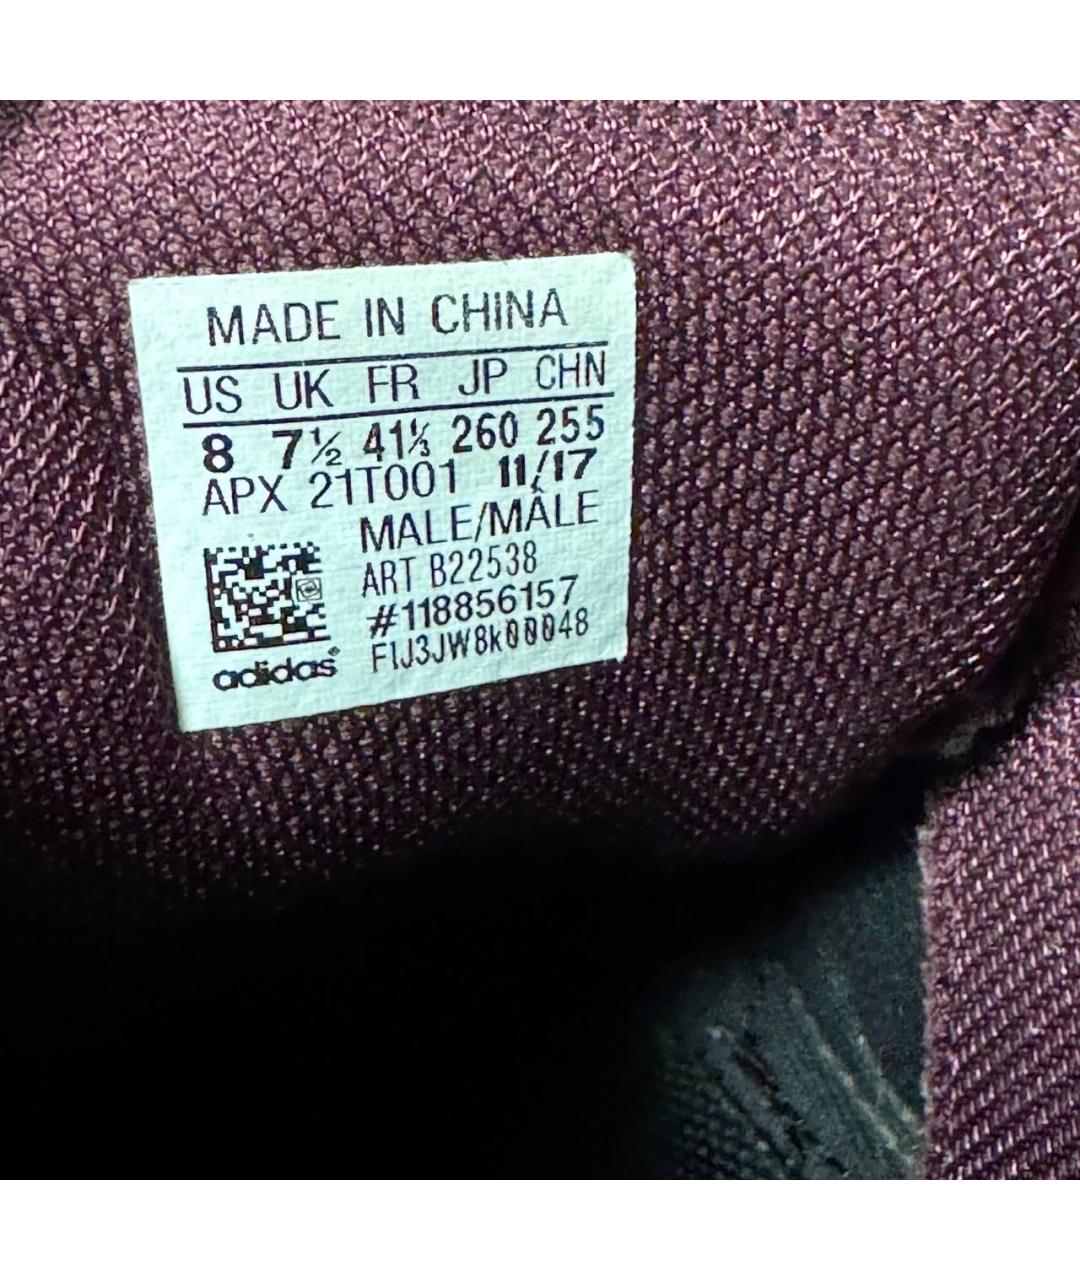 MADE IN CHINA
US UK FR JP CHN
8 7½ 41⅓ 260 255
APX 21T001 11/17
MALE/MÂLE
ART B22538
#118856157
FIJ3JW8k00048
adidas®